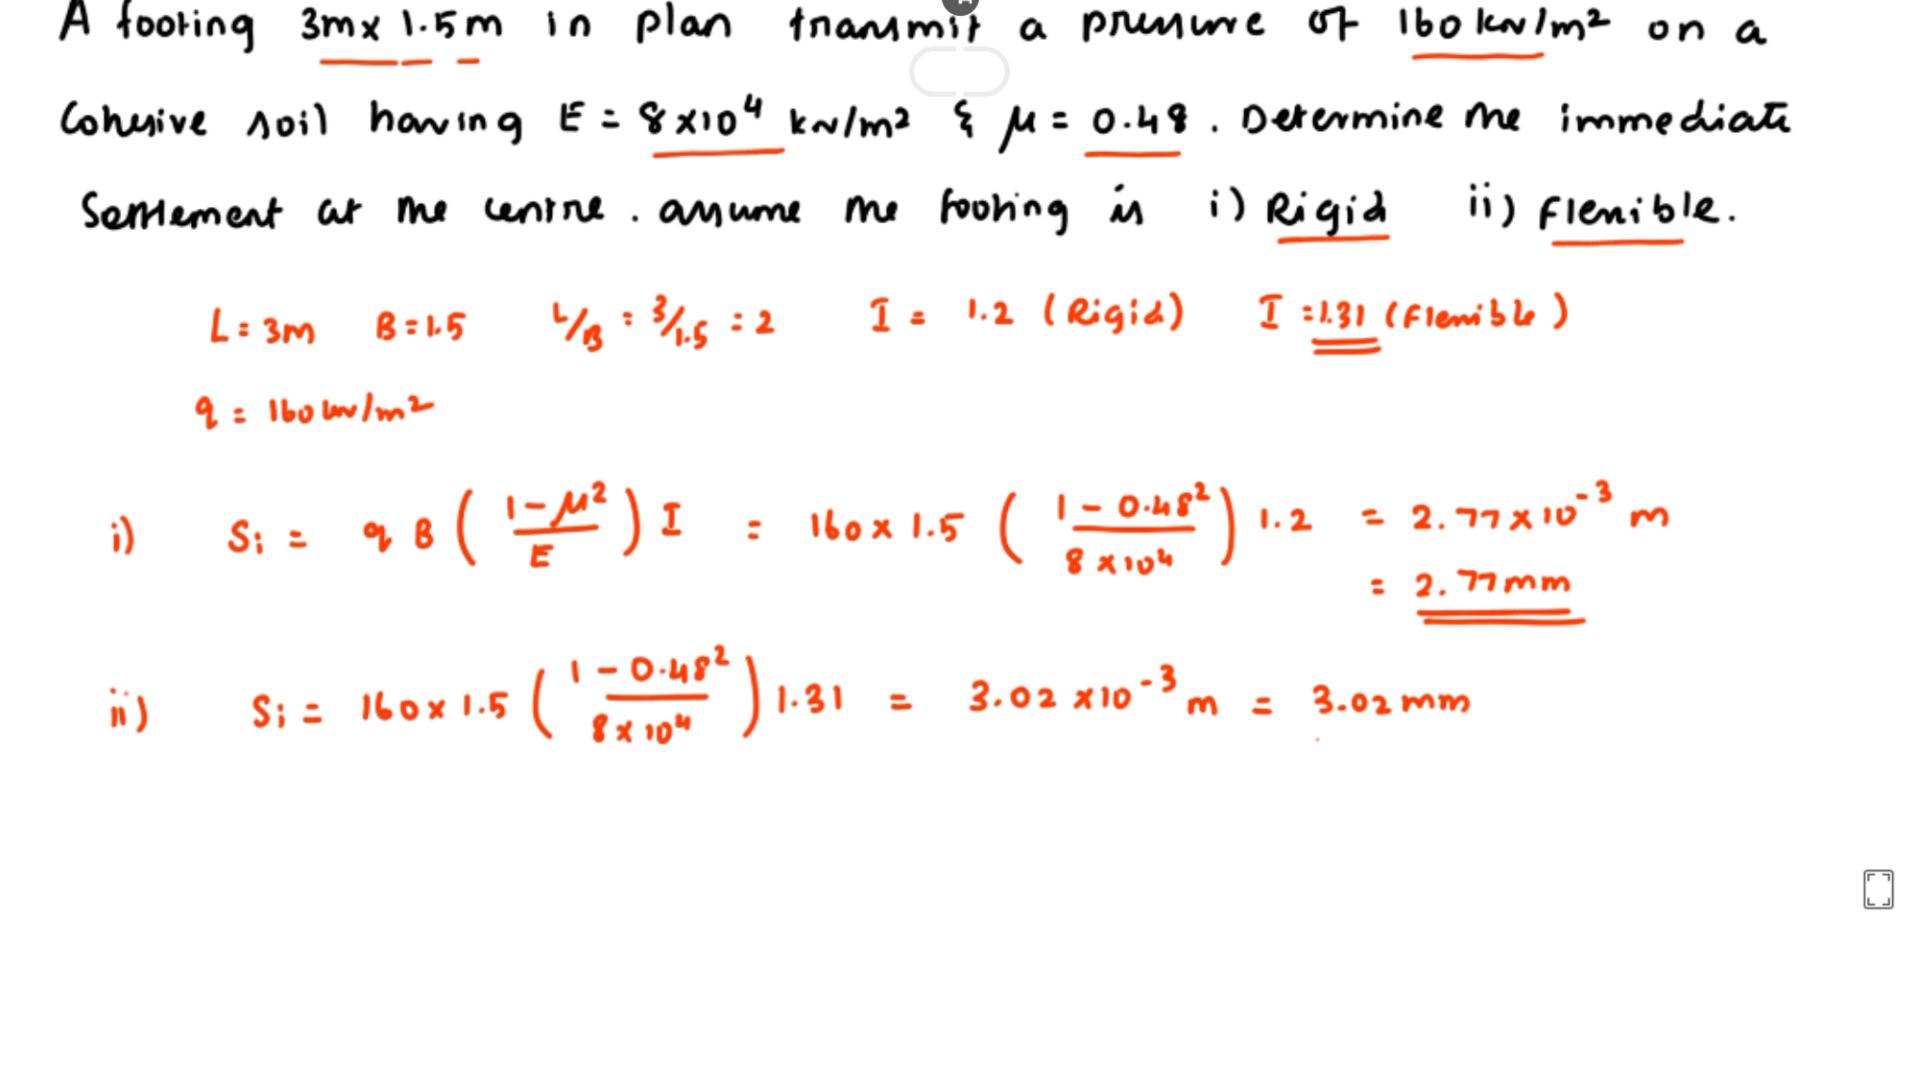 A footing 3m x 1.5m in plan transmit a pressure of 160 kN/m² on a
Cohesive soil having E = 8x10⁴ kN/m² & μ = 0.48. Determine the immediate
Settlement at the centre. assume the footing is i) Rigid ii) Flexible.
L = 3m B = 1.5 L/B = 3/1.5 = 2 I = 1.2 (Rigid) I = 1.31 (Flexible)
q = 160 kN/m²
i) Si = q B ( (1-μ²)/E ) I = 160 x 1.5 ( (1 - 0.48²)/(8 x 10⁴) ) 1.2 = 2.77 x 10⁻³ m
= 2.77mm
ii) Si = 160 x 1.5 ( (1 - 0.48²)/(8 x 10⁴) ) 1.31 = 3.02 x 10⁻³ m = 3.02 mm